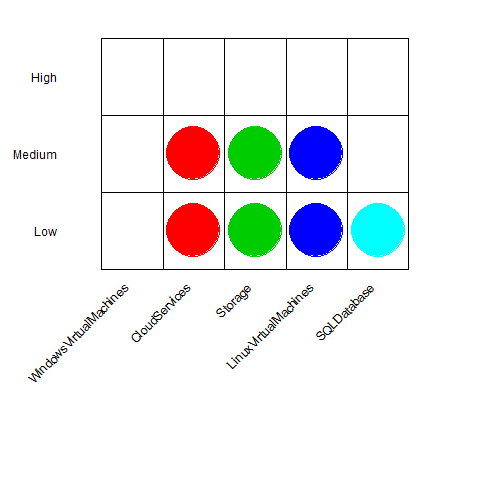 High
Medium
Low
WindowsVirtualMachines
CloudServices
Storage
LinuxVirtualMachines
SQLDatabase